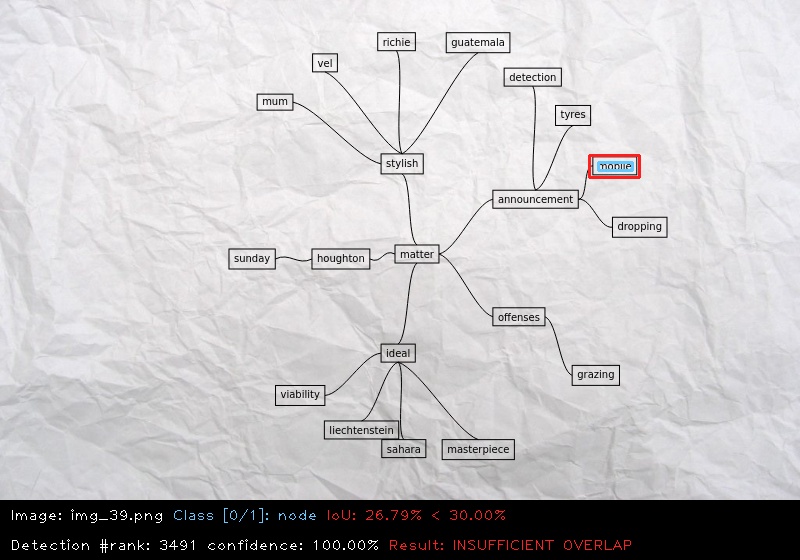 richie
guatemala
vel
detection
mum
tyres
stylish
mobile
announcement
dropping
matter
sunday
houghton
offenses
ideal
grazing
viability
liechtenstein
sahara
masterpiece
Image: img_39.png Class [0/1]: node IoU: 26.79% < 30.00%
Detection #rank: 3491 confidence: 100.00% Result: INSUFFICIENT OVERLAP